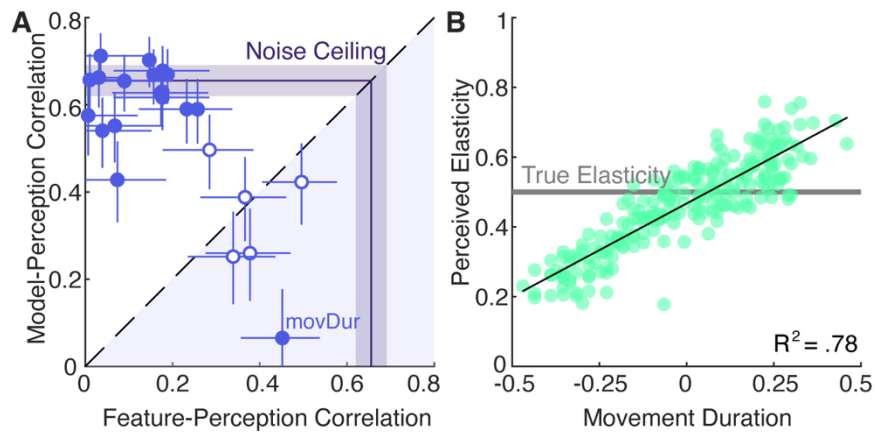 A
Model-Perception Correlation
0.8
0.6
0.4
0.2
0
Noise Ceiling
movDur
0 0.2 0.4 0.6 0.8
Feature-Perception Correlation
B
Perceived Elasticity
1
0.8
0.6
0.4
0.2
0
True Elasticity
R² = .78
-0.5 -0.25 0 0.25 0.5
Movement Duration